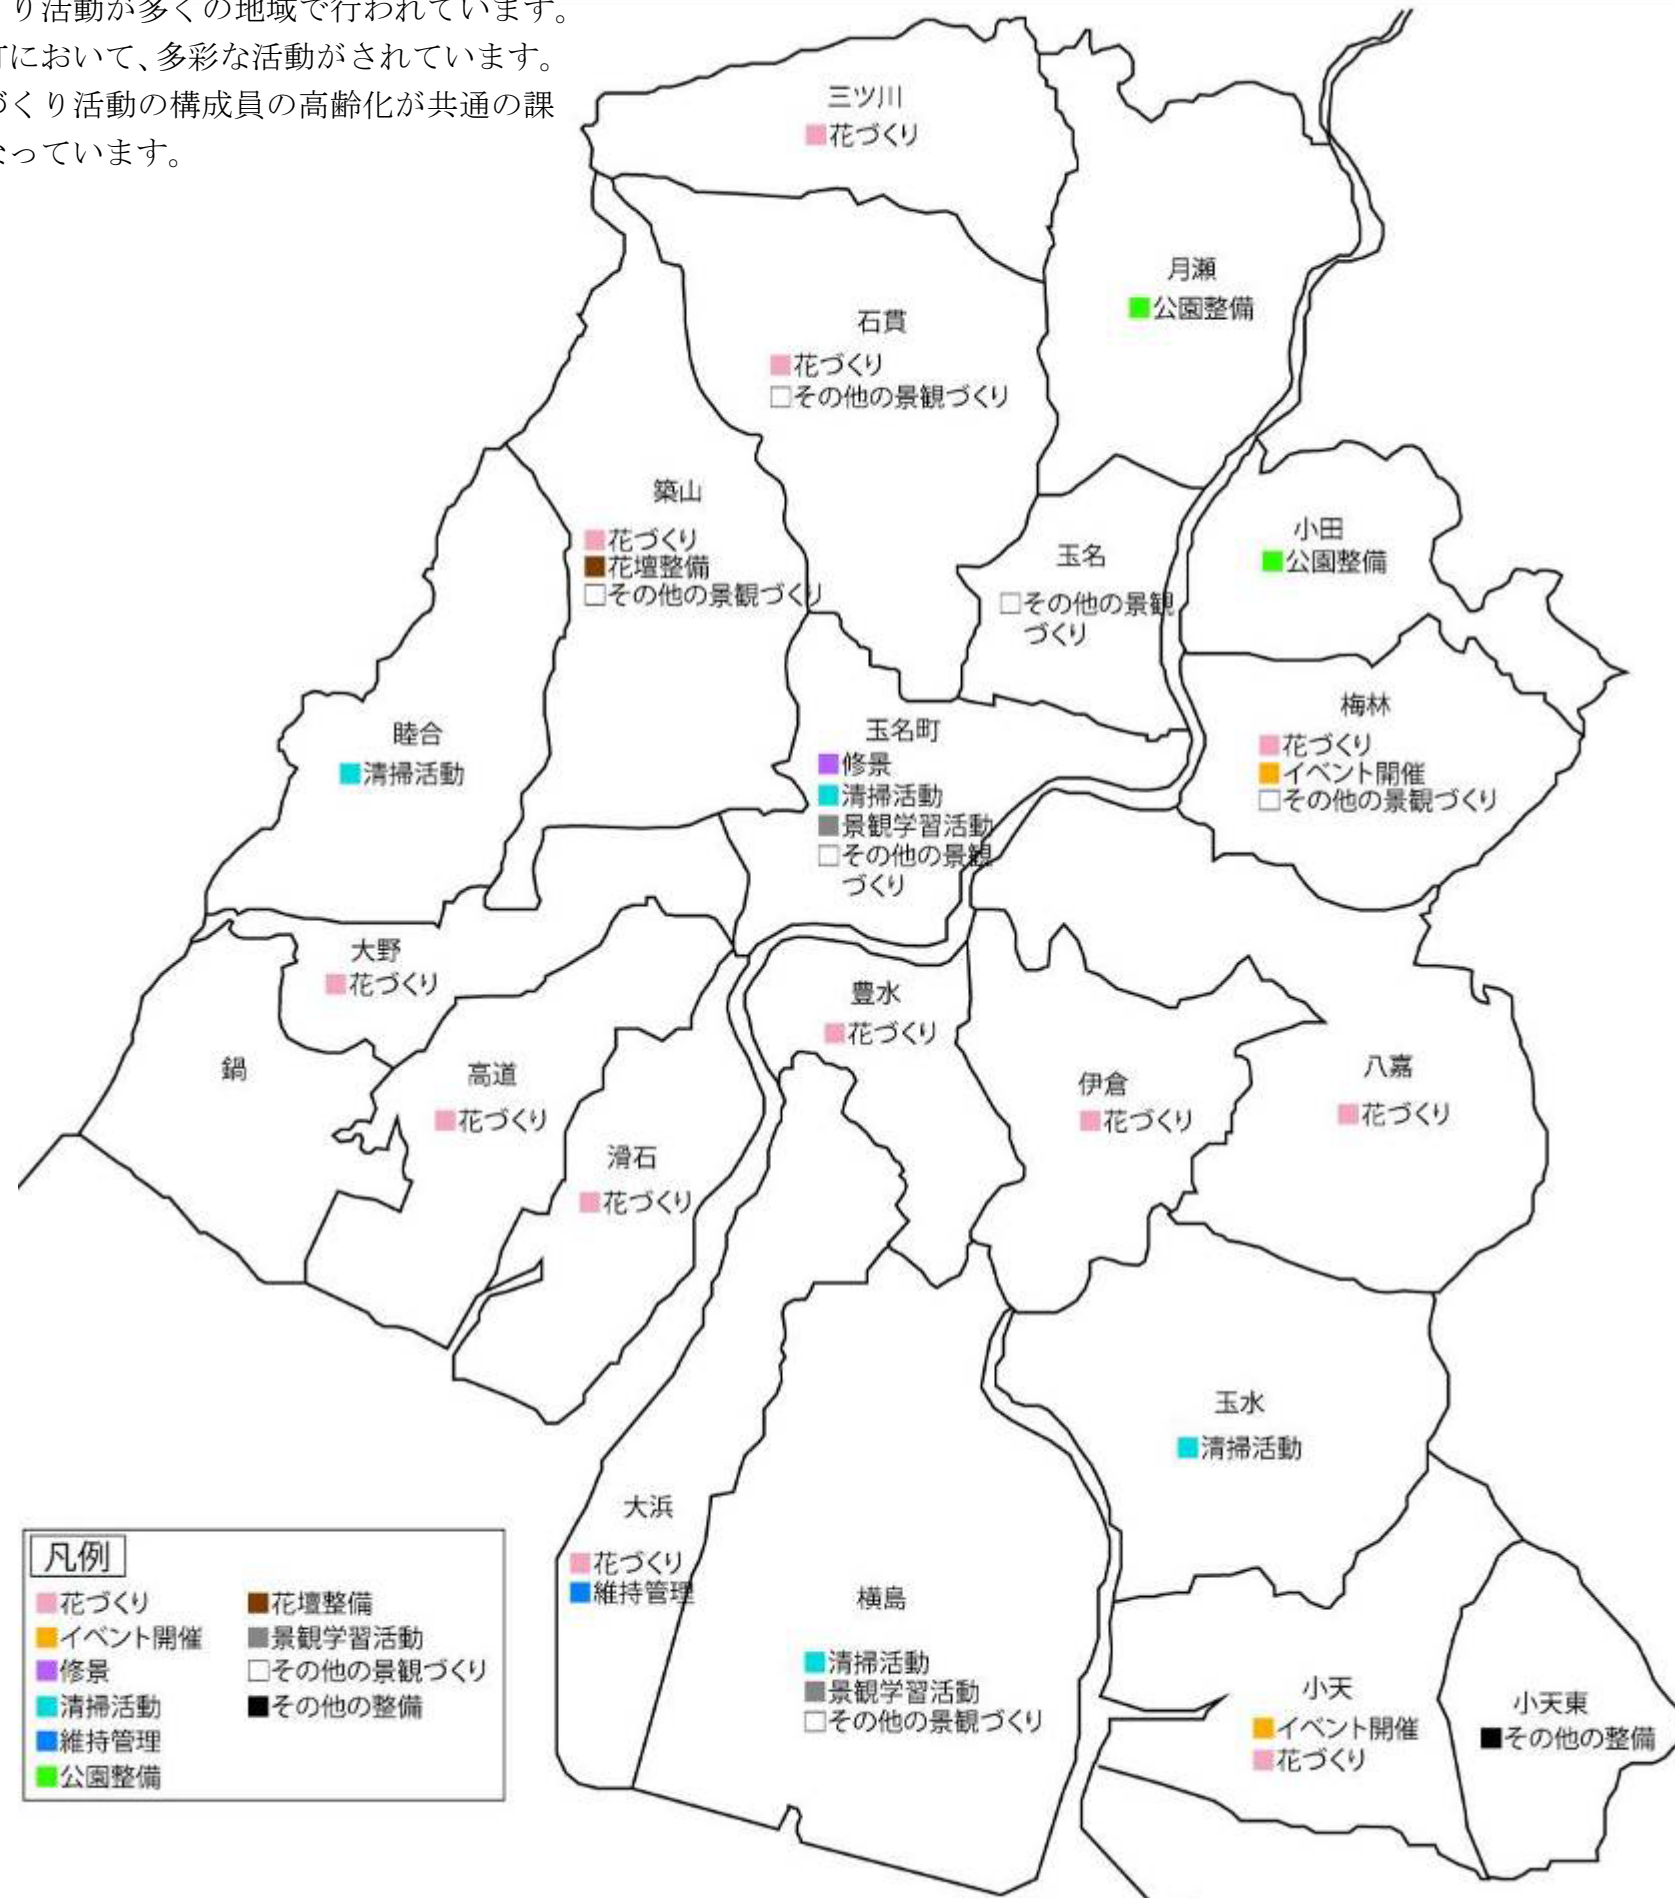 り活動が多くの地域で行われています。
において、多彩な活動がされています。
づくり活動の構成員の高齢化が共通の課
なっています。
三ツ川
花づくり
月瀬
公園整備
石貫
花づくり
その他の景観づくり
築山
花づくり
花壇整備
その他の景観づくり
玉名
その他の景観
づくり
小田
公園整備
梅林
花づくり
イベント開催
その他の景観づくり
睦合
清掃活動
玉名町
修景
清掃活動
景観学習活動
その他の景観
づくり
大野
花づくり
豊水
花づくり
鍋
高道
花づくり
伊倉
花づくり
八嘉
花づくり
滑石
花づくり
玉水
清掃活動
大浜
花づくり
維持管理
横島
清掃活動
景観学習活動
その他の景観づくり
小天
イベント開催
花づくり
小天東
その他の整備
凡例
花づくり
イベント開催
修景
清掃活動
維持管理
公園整備
花壇整備
景観学習活動
その他の景観づくり
その他の整備